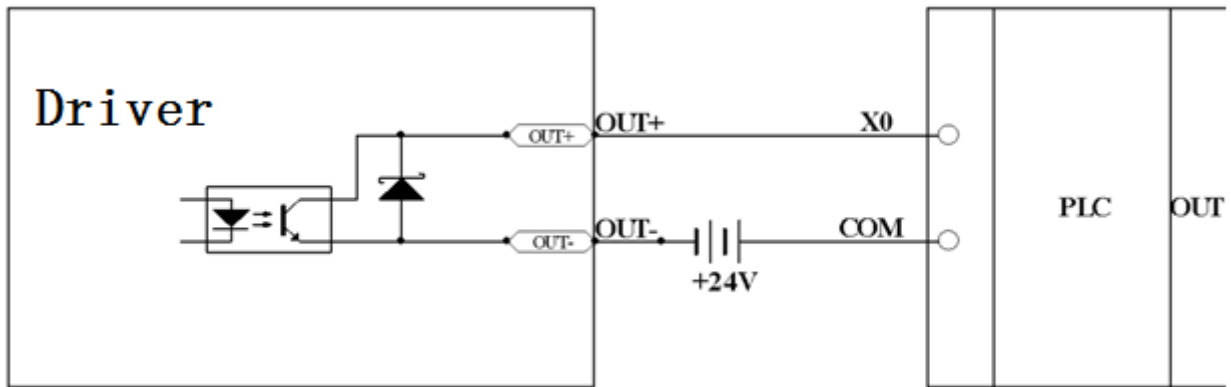 Driver
OUT+
OUT+
X0
OUT-
OUT-
COM
+24V
PLC
OUT